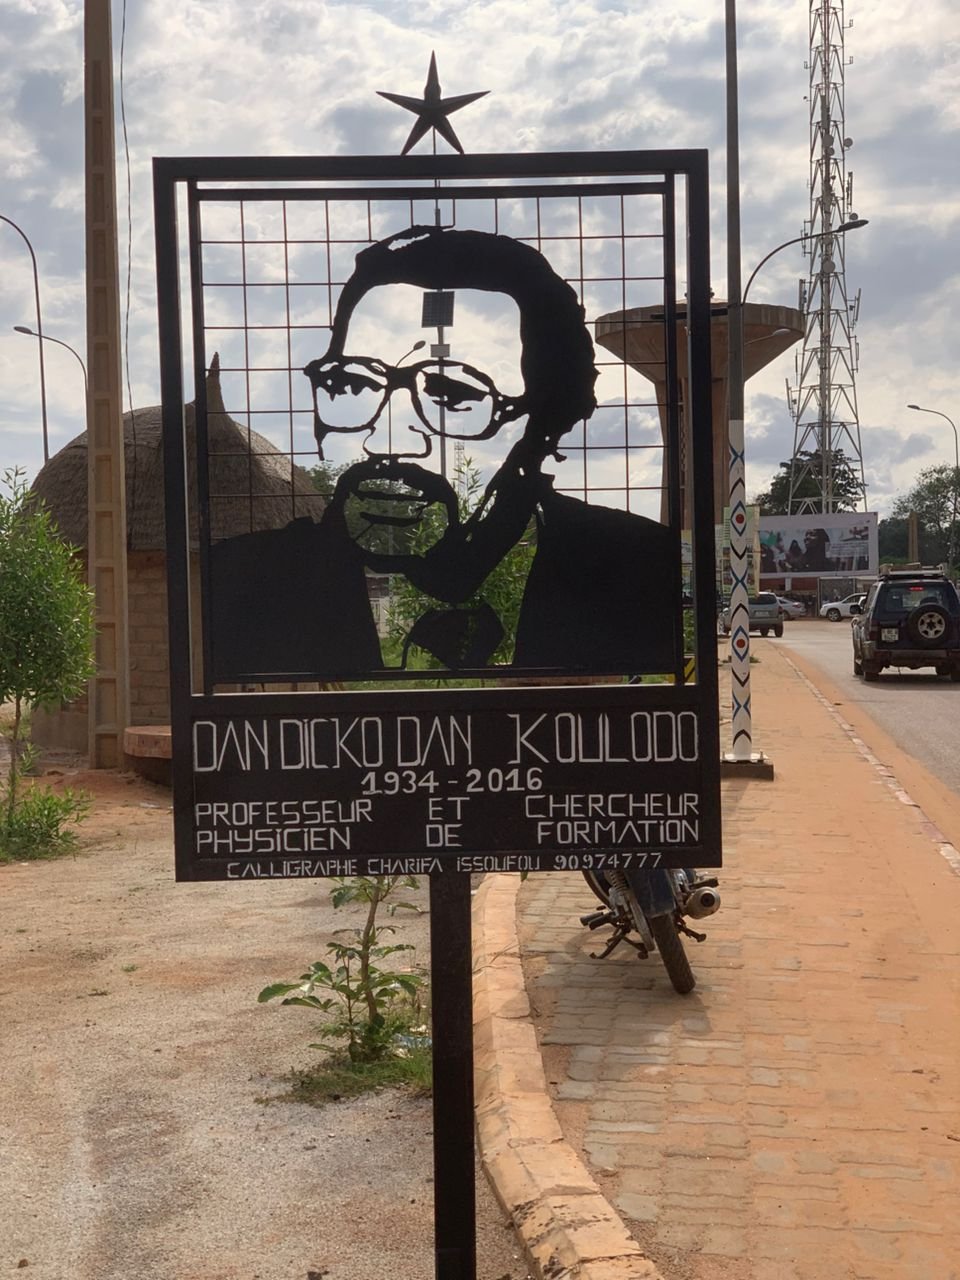 DAN DiCKO DAN KOULODO
1934 - 2016
PROFESSEUR ET CHERCHEUR
PHYSiCiEN DE FORMATION
CALLIGRAPHE CHARIFA iSSOUFOU 90974777